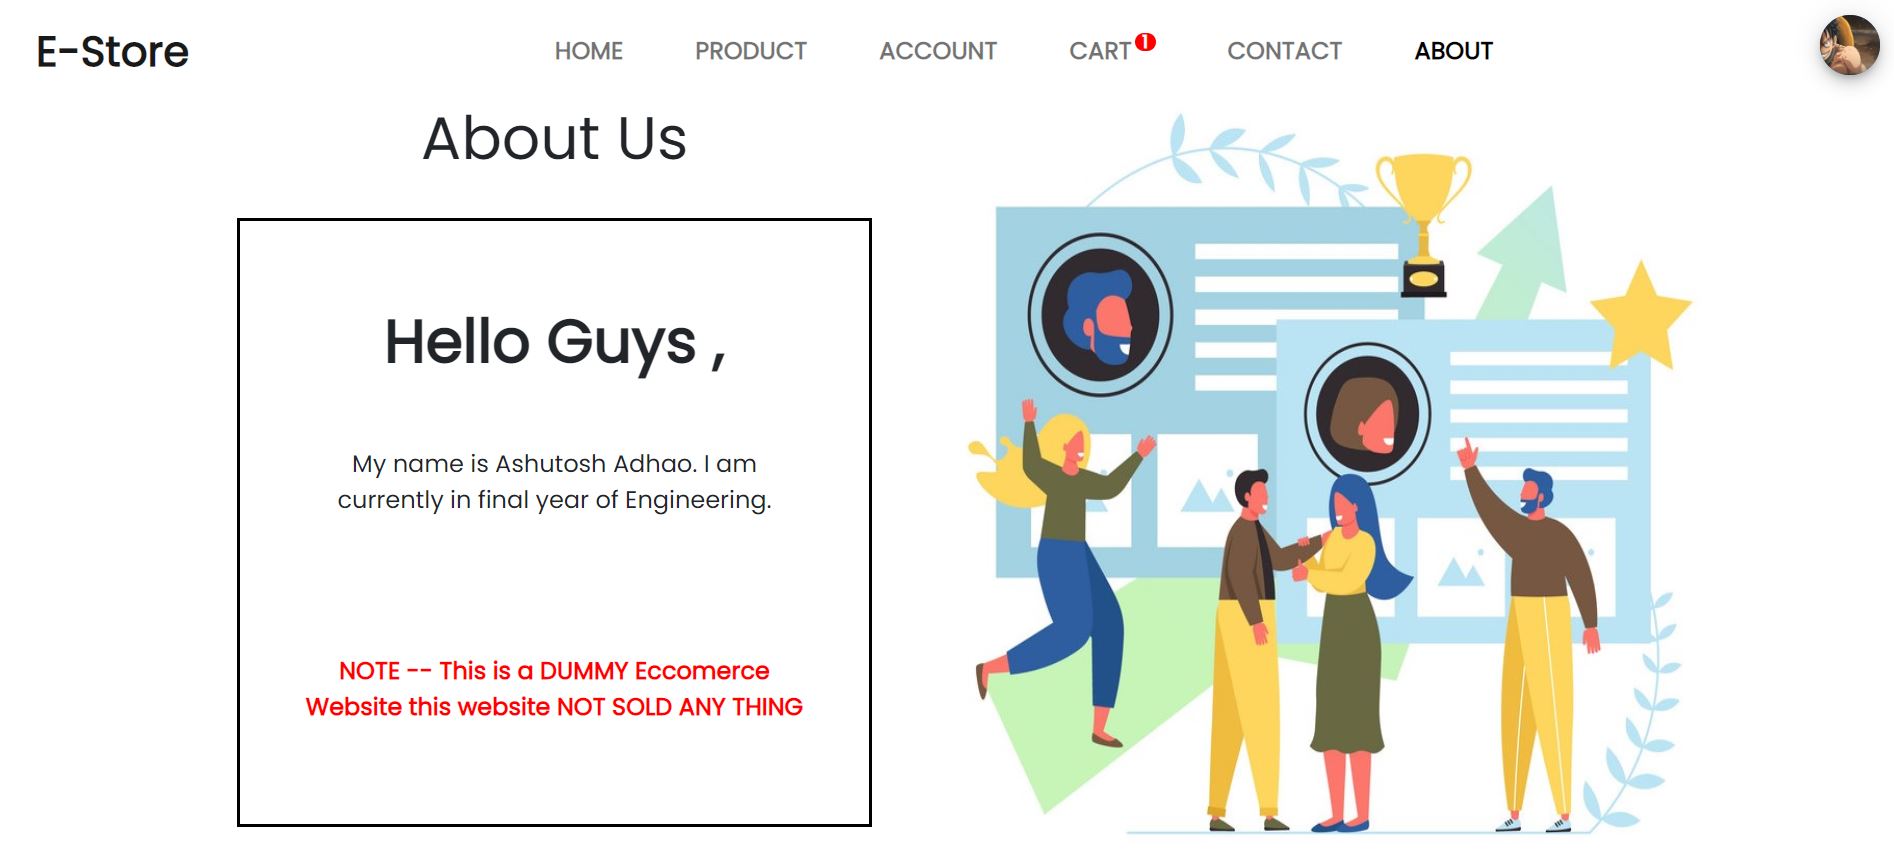 E-Store
HOME PRODUCT ACCOUNT CART 1 CONTACT ABOUT
About Us
Hello Guys ,
My name is Ashutosh Adhao. I am
currently in final year of Engineering.
NOTE -- This is a DUMMY Eccomerce
Website this website NOT SOLD ANY THING